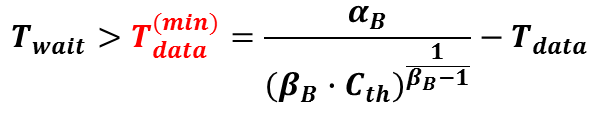 T_wait > T_data^(min) = α_B / (β_B · C_th)^(1/(β_B−1)) − T_data